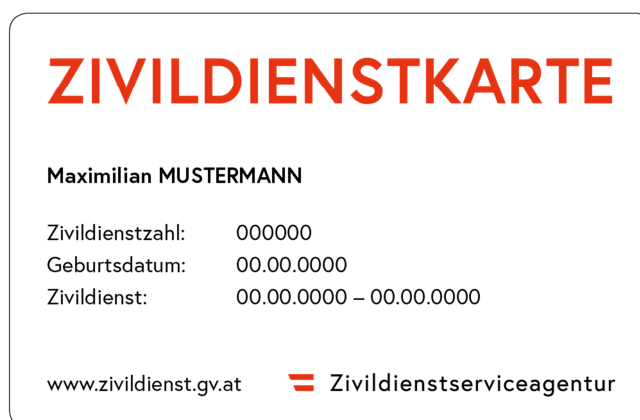 ZIVILDIENSTKARTE
Maximilian MUSTERMANN
Zivildienstzahl: 000000
Geburtsdatum: 00.00.0000
Zivildienst: 00.00.0000 – 00.00.0000
www.zivildienst.gv.at Zivildienstserviceagentur